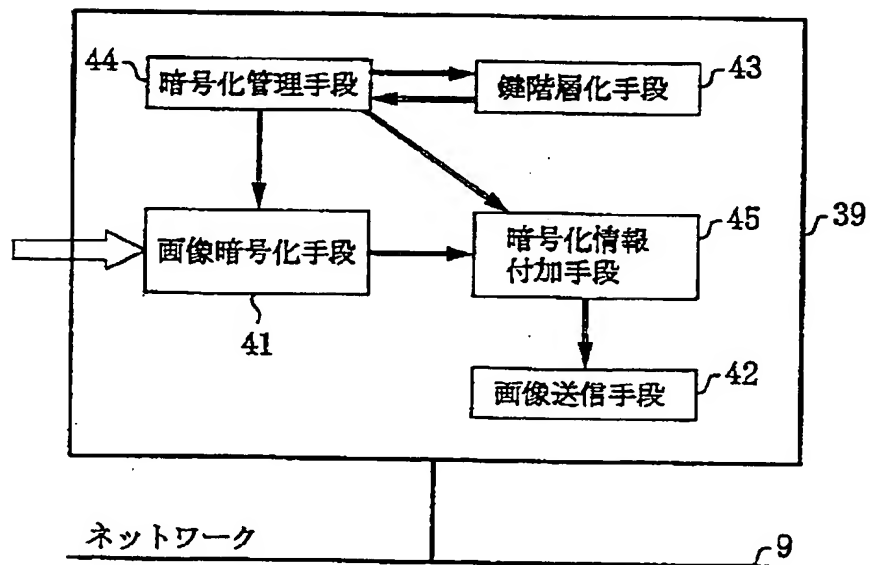 44
暗号化管理手段
鍵階層化手段
43
画像暗号化手段
41
暗号化情報
付加手段
45
39
画像送信手段
42
ネットワーク
9